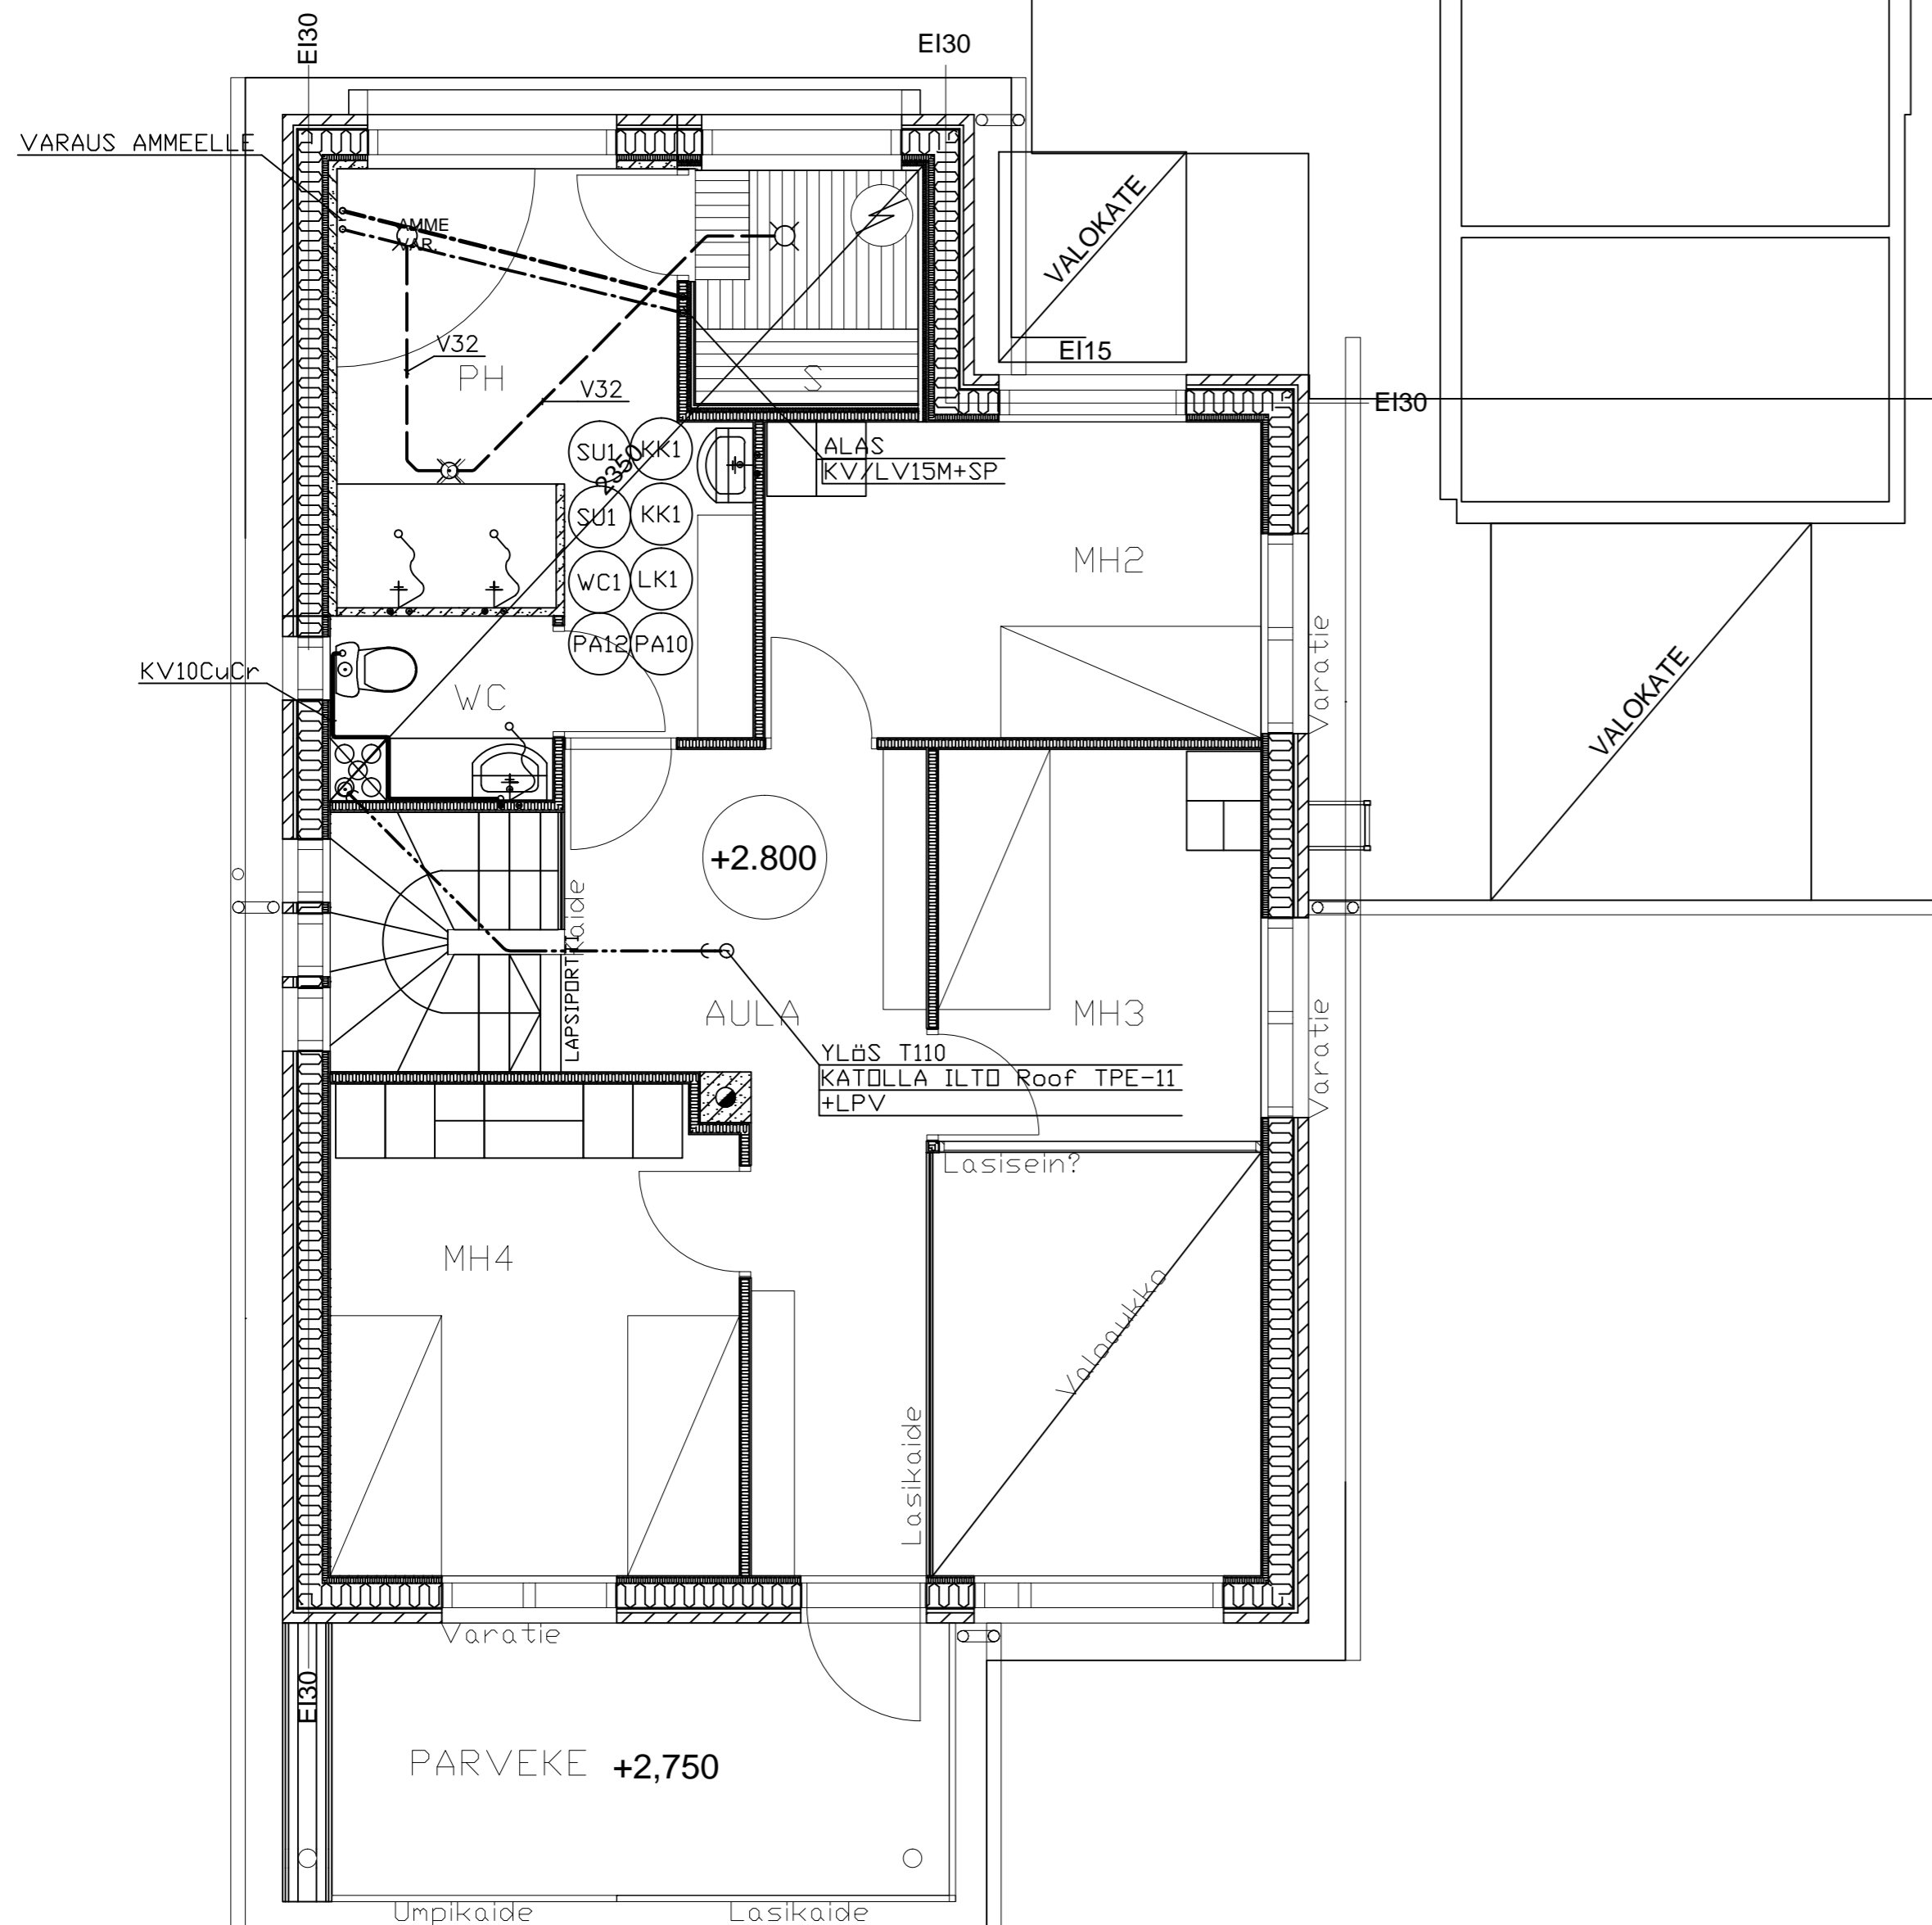 EI30
EI30
VARAUS AMMEELLE
VALOKATE
AMME
VAR.
V32
PH
V32
S
EI15
EI30
SU1
KK1
2350
ALAS
KV/LV15M+SP
SU1
KK1
WC1
LK1
MH2
PA12
PA10
Varatie
VALOKATE
KV10CuCr
WC
+2.800
Kaide
LAPSIPORTTI
AULA
MH3
Varatie
YLöS T110
KATOLLA ILTO Roof TPE-11
+LPV
Lasisein?
MH4
Valoaukko
Lasikaide
Varatie
EI30
PARVEKE +2,750
Umpikaide
Lasikaide